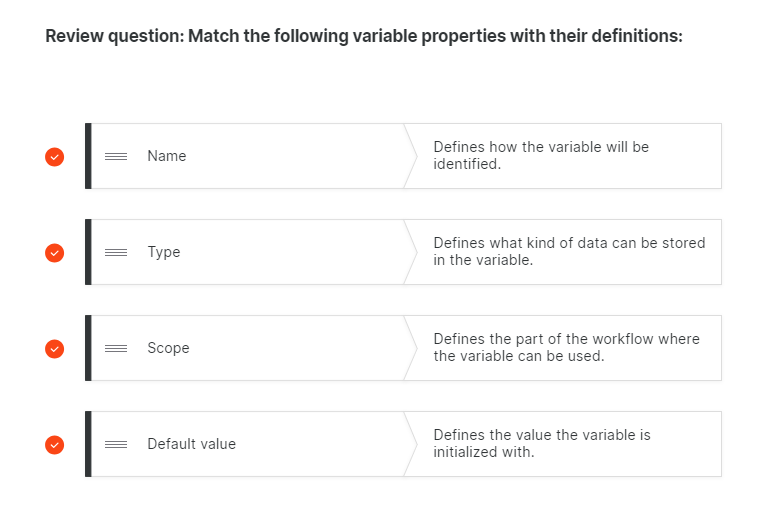 Review question: Match the following variable properties with their definitions:
Name
Defines how the variable will be
identified.
Type
Defines what kind of data can be stored
in the variable.
Scope
Defines the part of the workflow where
the variable can be used.
Default value
Defines the value the variable is
initialized with.